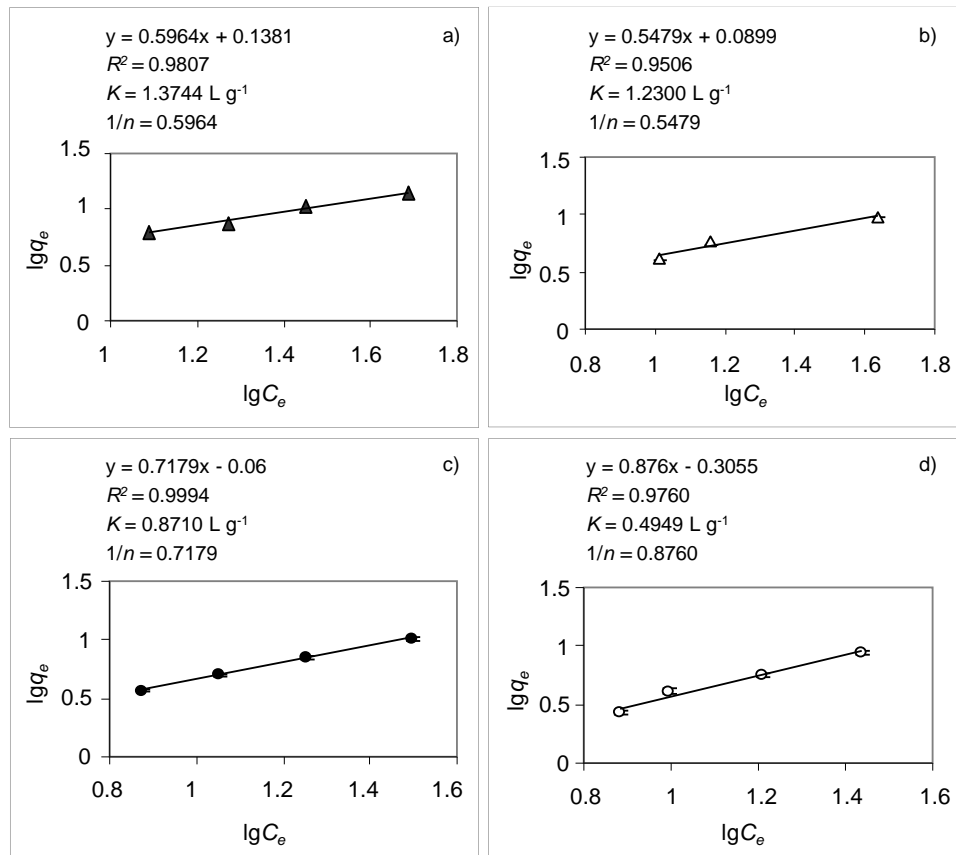 y = 0.5964x + 0.1381
a)
R² = 0.9807
K = 1.3744 L g⁻¹
1/n = 0.5964
1.5
1
0.5
0
lgqₑ
1
1.2
1.4
1.6
1.8
lgCₑ
y = 0.5479x + 0.0899
b)
R² = 0.9506
K = 1.2300 L g⁻¹
1/n = 0.5479
1.5
1
0.5
0
lgqₑ
0.8
1
1.2
1.4
1.6
1.8
lgCₑ
y = 0.7179x - 0.06
c)
R² = 0.9994
K = 0.8710 L g⁻¹
1/n = 0.7179
1.5
1
0.5
0
lgqₑ
0.8
1
1.2
1.4
1.6
lgCₑ
y = 0.876x - 0.3055
d)
R² = 0.9760
K = 0.4949 L g⁻¹
1/n = 0.8760
1.5
1
0.5
0
lgqₑ
0.8
1
1.2
1.4
1.6
lgCₑ